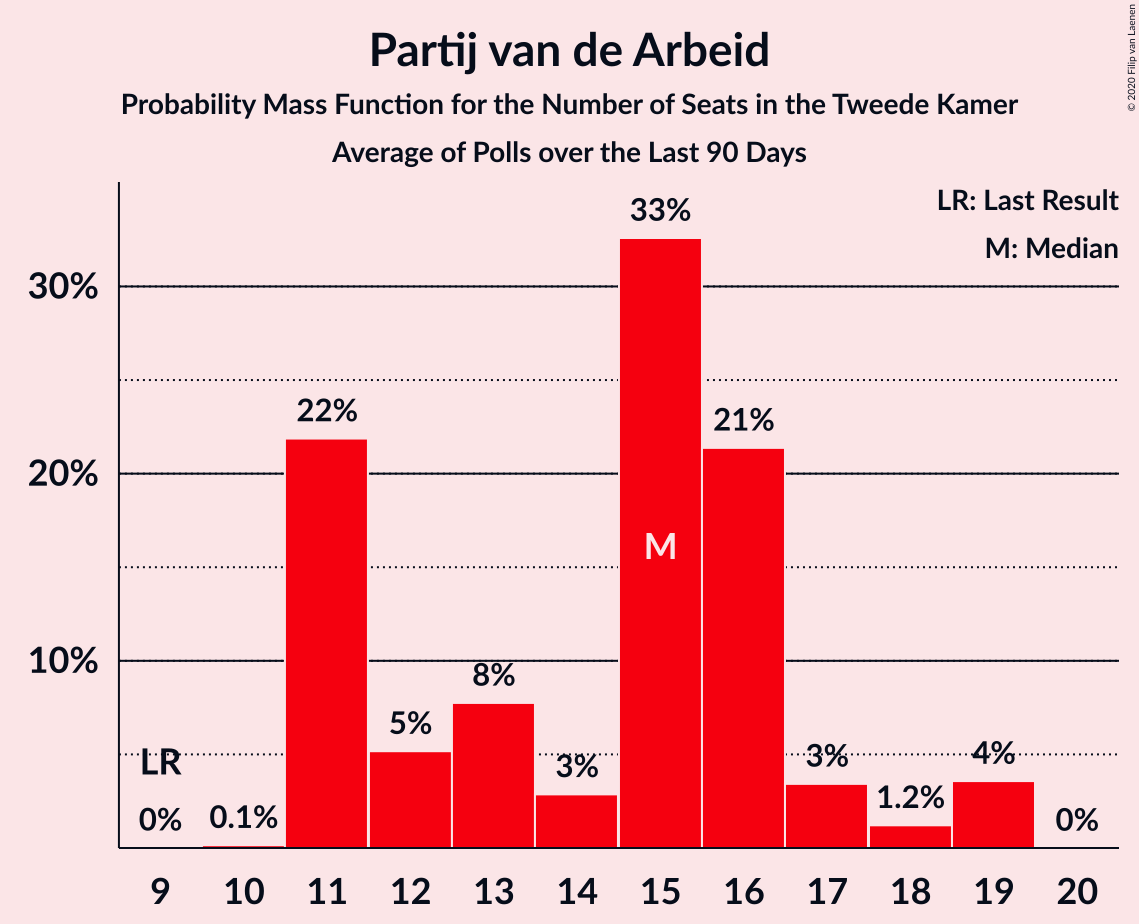 Partij van de Arbeid
Probability Mass Function for the Number of Seats in the Tweede Kamer
Average of Polls over the Last 90 Days
© 2020 Filip van Laenen
LR: Last Result
M: Median
33%
30%
22%
21%
20%
M
10%
8%
5%
LR
3%
3%
4%
0%
0.1%
1.2%
0%
9 10 11 12 13 14 15 16 17 18 19 20